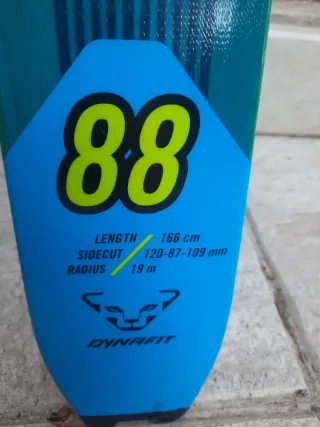 88
LENGTH / 166 cm
SIDECUT / 120-87-109 mm
RADIUS / 19 m
DYNAFIT